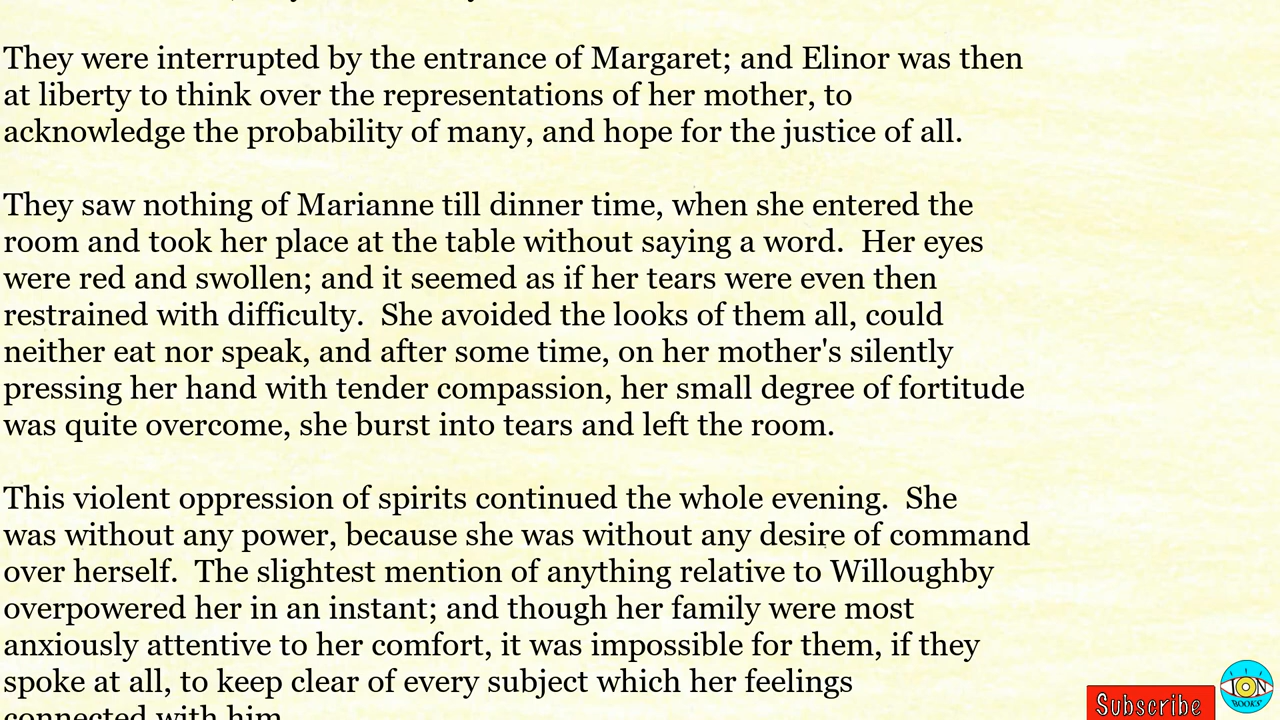 They were interrupted by the entrance of Margaret; and Elinor was then
at liberty to think over the representations of her mother, to
acknowledge the probability of many, and hope for the justice of all.
They saw nothing of Marianne till dinner time, when she entered the
room and took her place at the table without saying a word.  Her eyes
were red and swollen; and it seemed as if her tears were even then
restrained with difficulty.  She avoided the looks of them all, could
neither eat nor speak, and after some time, on her mother's silently
pressing her hand with tender compassion, her small degree of fortitude
was quite overcome, she burst into tears and left the room.
This violent oppression of spirits continued the whole evening.  She
was without any power, because she was without any desire of command
over herself.  The slightest mention of anything relative to Willoughby
overpowered her in an instant; and though her family were most
anxiously attentive to her comfort, it was impossible for them, if they
spoke at all, to keep clear of every subject which her feelings
connected with him.
Subscribe
ION
BOOKS